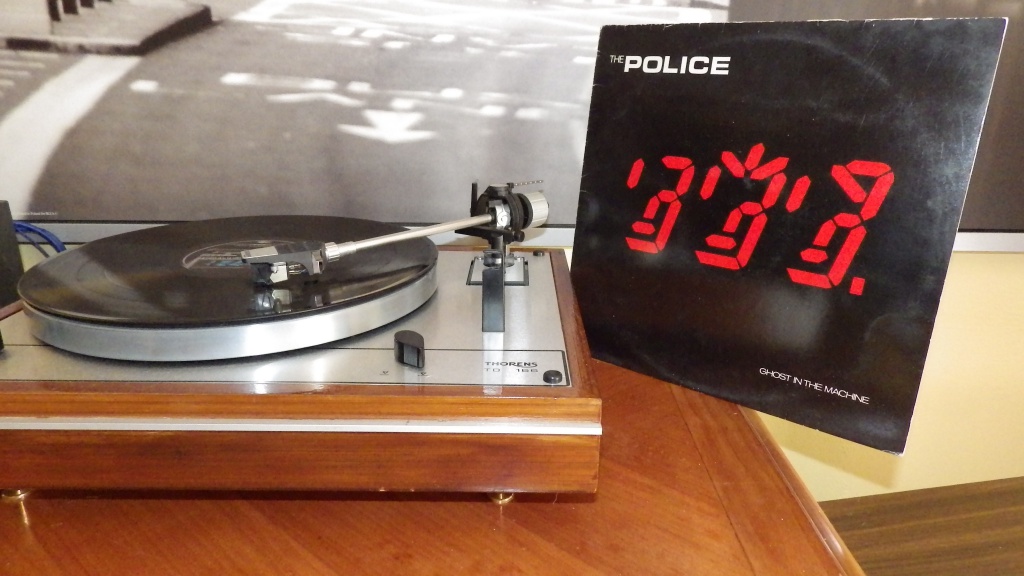 THE POLICE
GHOST IN THE MACHINE
THORENS
TD 166